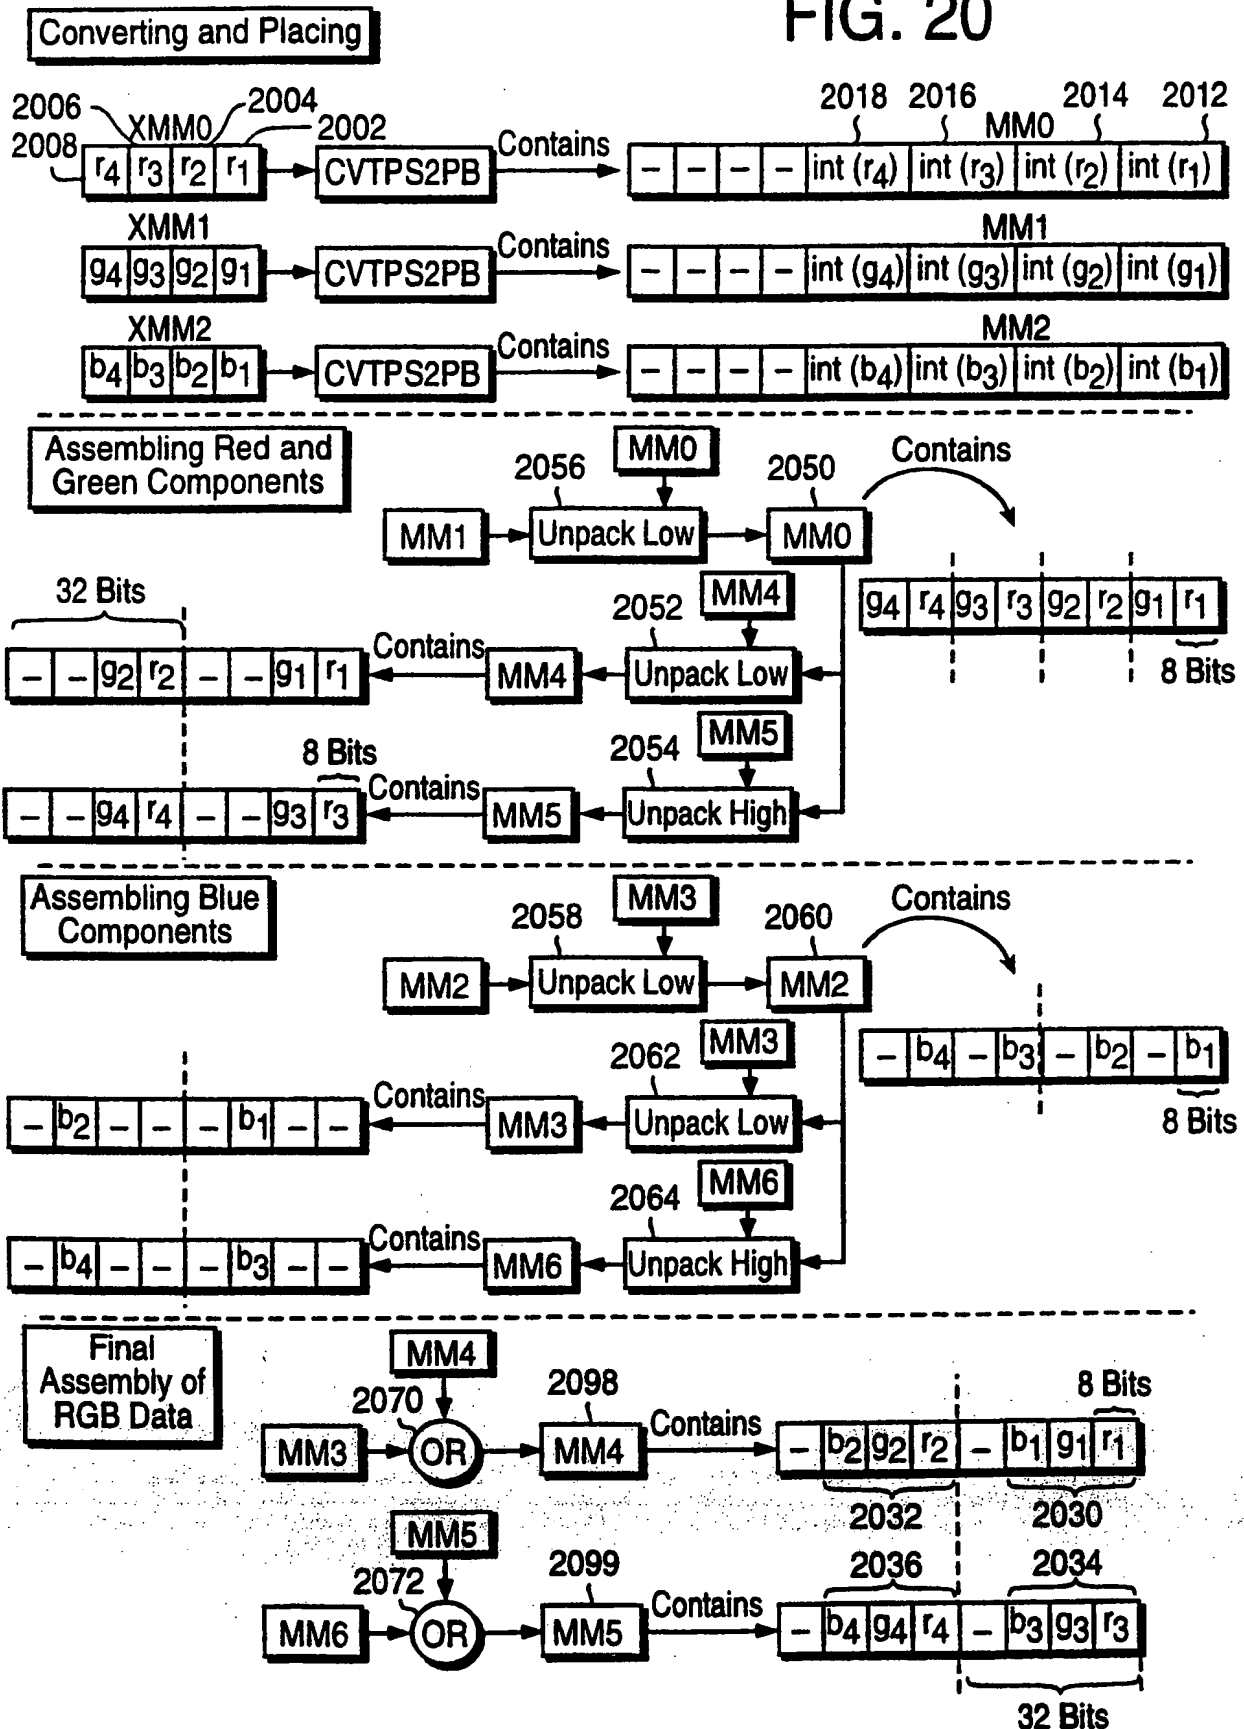 FIG. 20
Converting and Placing
2006 XMM0 2004
2008 2002
2018 2016 MM0 2014 2012
r4 r3 r2 r1 CVTPS2PB Contains – – – – int (r4) int (r3) int (r2) int (r1)
XMM1 MM1
g4 g3 g2 g1 CVTPS2PB Contains – – – – int (g4) int (g3) int (g2) int (g1)
XMM2 MM2
b4 b3 b2 b1 CVTPS2PB Contains – – – – int (b4) int (b3) int (b2) int (b1)
Assembling Red and
Green Components
MM0
2056 2050 Contains
MM1 Unpack Low MM0
g4 r4 g3 r3 g2 r2 g1 r1
8 Bits
32 Bits
2052 MM4
– – g2 r2 – – g1 r1 Contains MM4 Unpack Low
2054 MM5
8 Bits
– – g4 r4 – – g3 r3 Contains MM5 Unpack High
Assembling Blue
Components
MM3
2058 2060 Contains
MM2 Unpack Low MM2
– b4 – b3 – b2 – b1
8 Bits
2062 MM3
– b2 – – – b1 – – Contains MM3 Unpack Low
2064 MM6
– b4 – – – b3 – – Contains MM6 Unpack High
Final
Assembly of
RGB Data
MM4
2070 2098 8 Bits
MM3 OR MM4 Contains – b2 g2 r2 – b1 g1 r1
2032 2030
MM5
2072 2099 2036 2034
MM6 OR MM5 Contains – b4 g4 r4 – b3 g3 r3
32 Bits